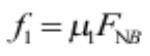 f₁ = μ₁F_NB